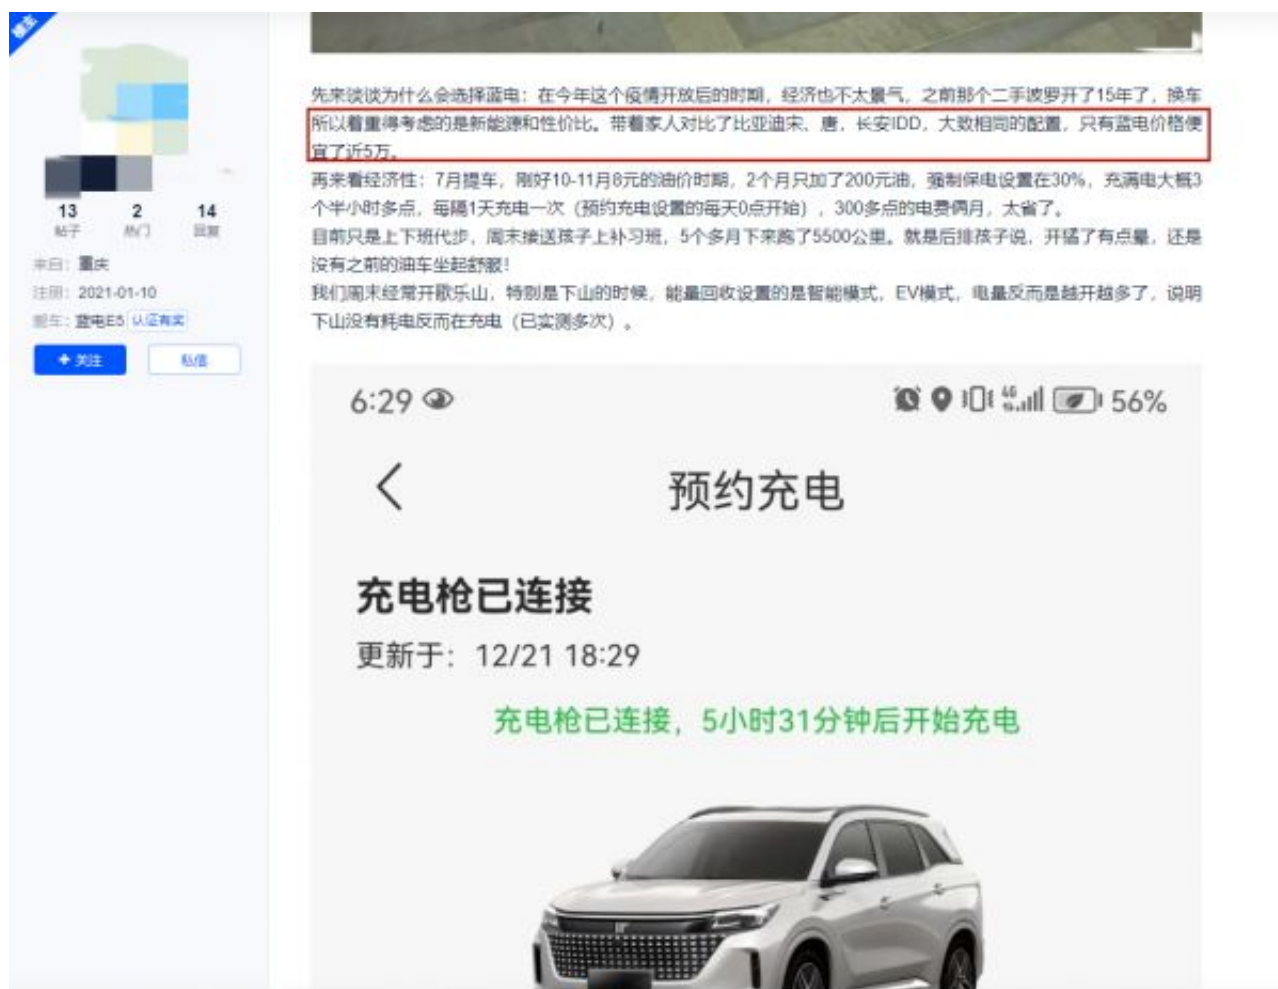 楼主
先来谈谈为什么会选择蓝电：在今年这个疫情开放后的时期，经济也不太景气，之前那个二手波罗开了15年了，换车
所以着重得考虑的是新能源和性价比。带着家人对比了比亚迪宋、唐，长安IDD，大致相同的配置，只有蓝电价格便
宜了近5万。
再来看经济性：7月提车，刚好10-11月8元的油价时期，2个月只加了200元油，强制保电设置在30%，充满电大概3
个半小时多点，每隔1天充电一次（预约充电设置的每天0点开始），300多点的电费俩月，太省了。
目前只是上下班代步，周末接送孩子上补习班，5个多月下来跑了5500公里。就是后排孩子说，开猛了有点晕，还是
没有之前的油车坐起舒服！
我们周末经常开歌乐山，特别是下山的时候，能量回收设置的是智能模式，EV模式，电量反而是越开越多了，说明
下山没有耗电反而在充电（已实测多次）。
13 2 14
帖子 热门 回复
来自：重庆
注册：2021-01-10
爱车：蓝电E5 认证有奖
+ 关注 私信
6:29 4G 56%
预约充电
充电枪已连接
更新于：12/21 18:29
充电枪已连接，5小时31分钟后开始充电